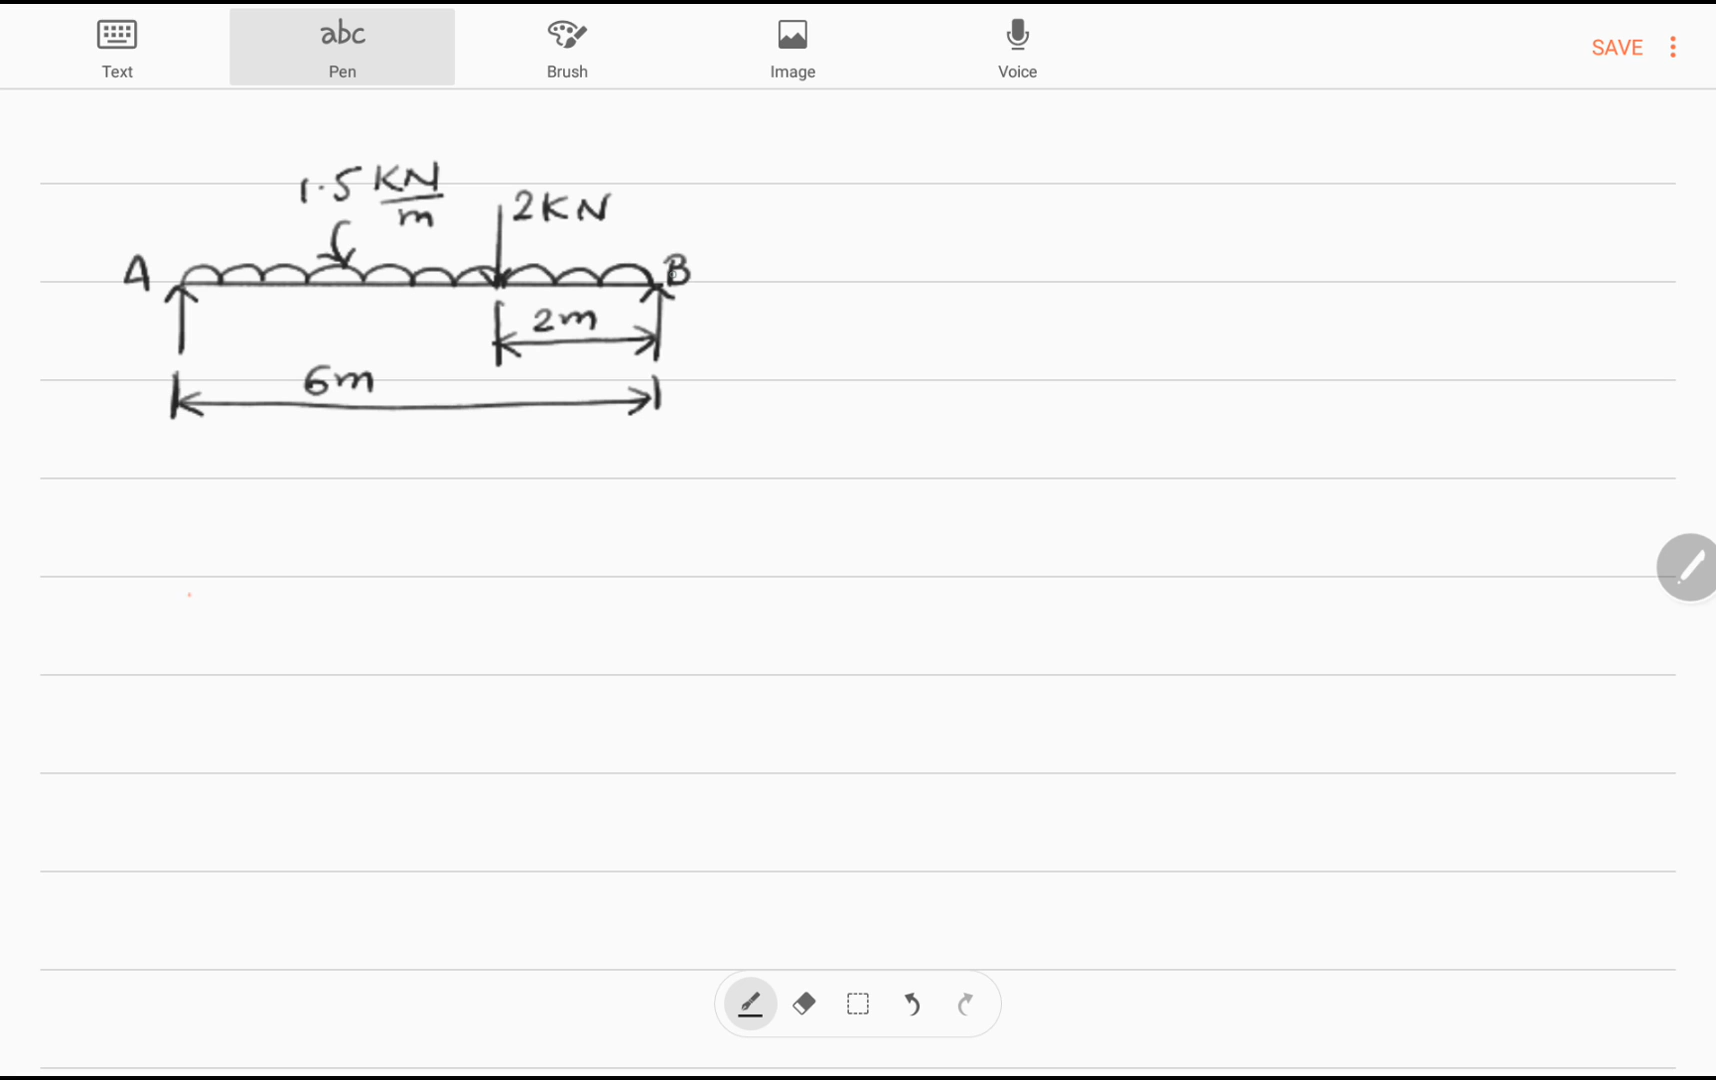 Text
abc
Pen
Brush
Image
Voice
SAVE
1.5 KN/m
2KN
A
B
2m
6m